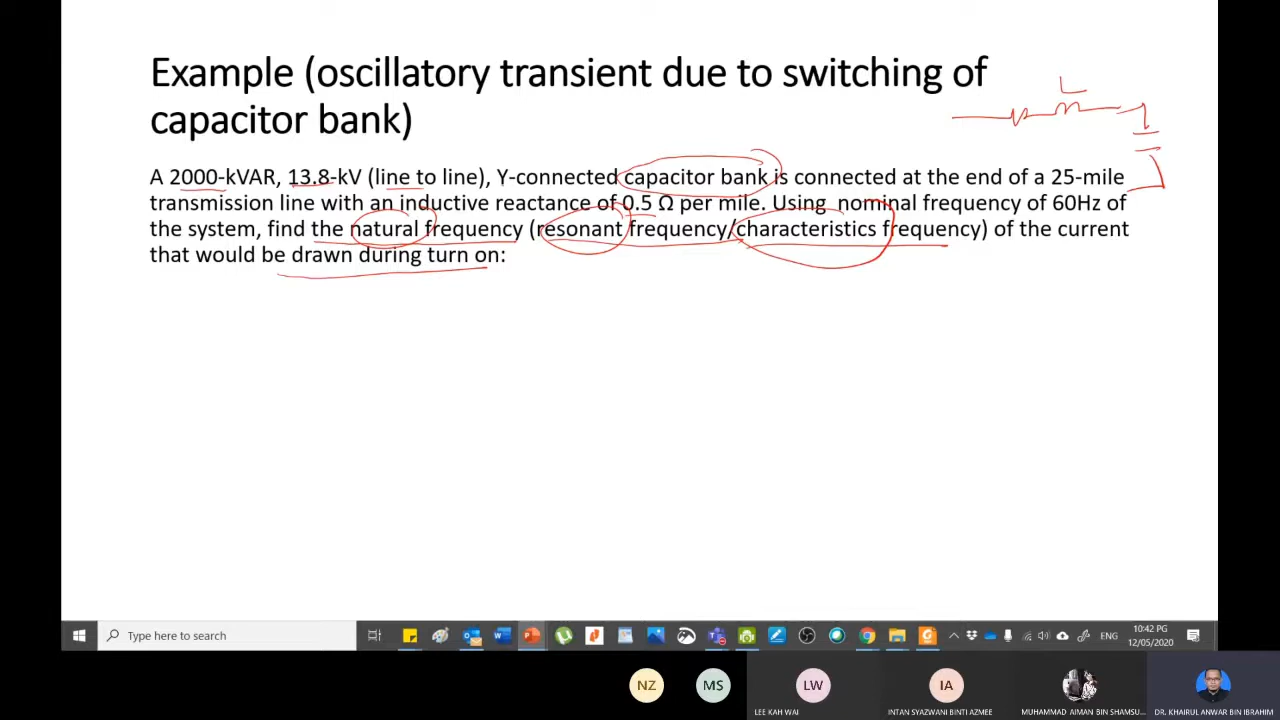 Example (oscillatory transient due to switching of
capacitor bank)
L
A 2000-kVAR, 13.8-kV (line to line), Y-connected capacitor bank is connected at the end of a 25-mile
transmission line with an inductive reactance of 0.5 Ω per mile. Using nominal frequency of 60Hz of
the system, find the natural frequency (resonant frequency/characteristics frequency) of the current
that would be drawn during turn on:
Type here to search
ENG
10:42 PG
12/05/2020
NZ
MS
LW
IA
LEE KAH WAI
INTAN SYAZWANI BINTI AZMEE
MUHAMMAD AIMAN BIN SHAMSU...
DR. KHAIRUL ANWAR BIN IBRAHIM